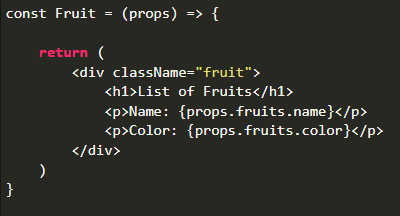 const Fruit = (props) => {
return (
<div className="fruit">
<h1>List of Fruits</h1>
<p>Name: {props.fruits.name}</p>
<p>Color: {props.fruits.color}</p>
</div>
)
}